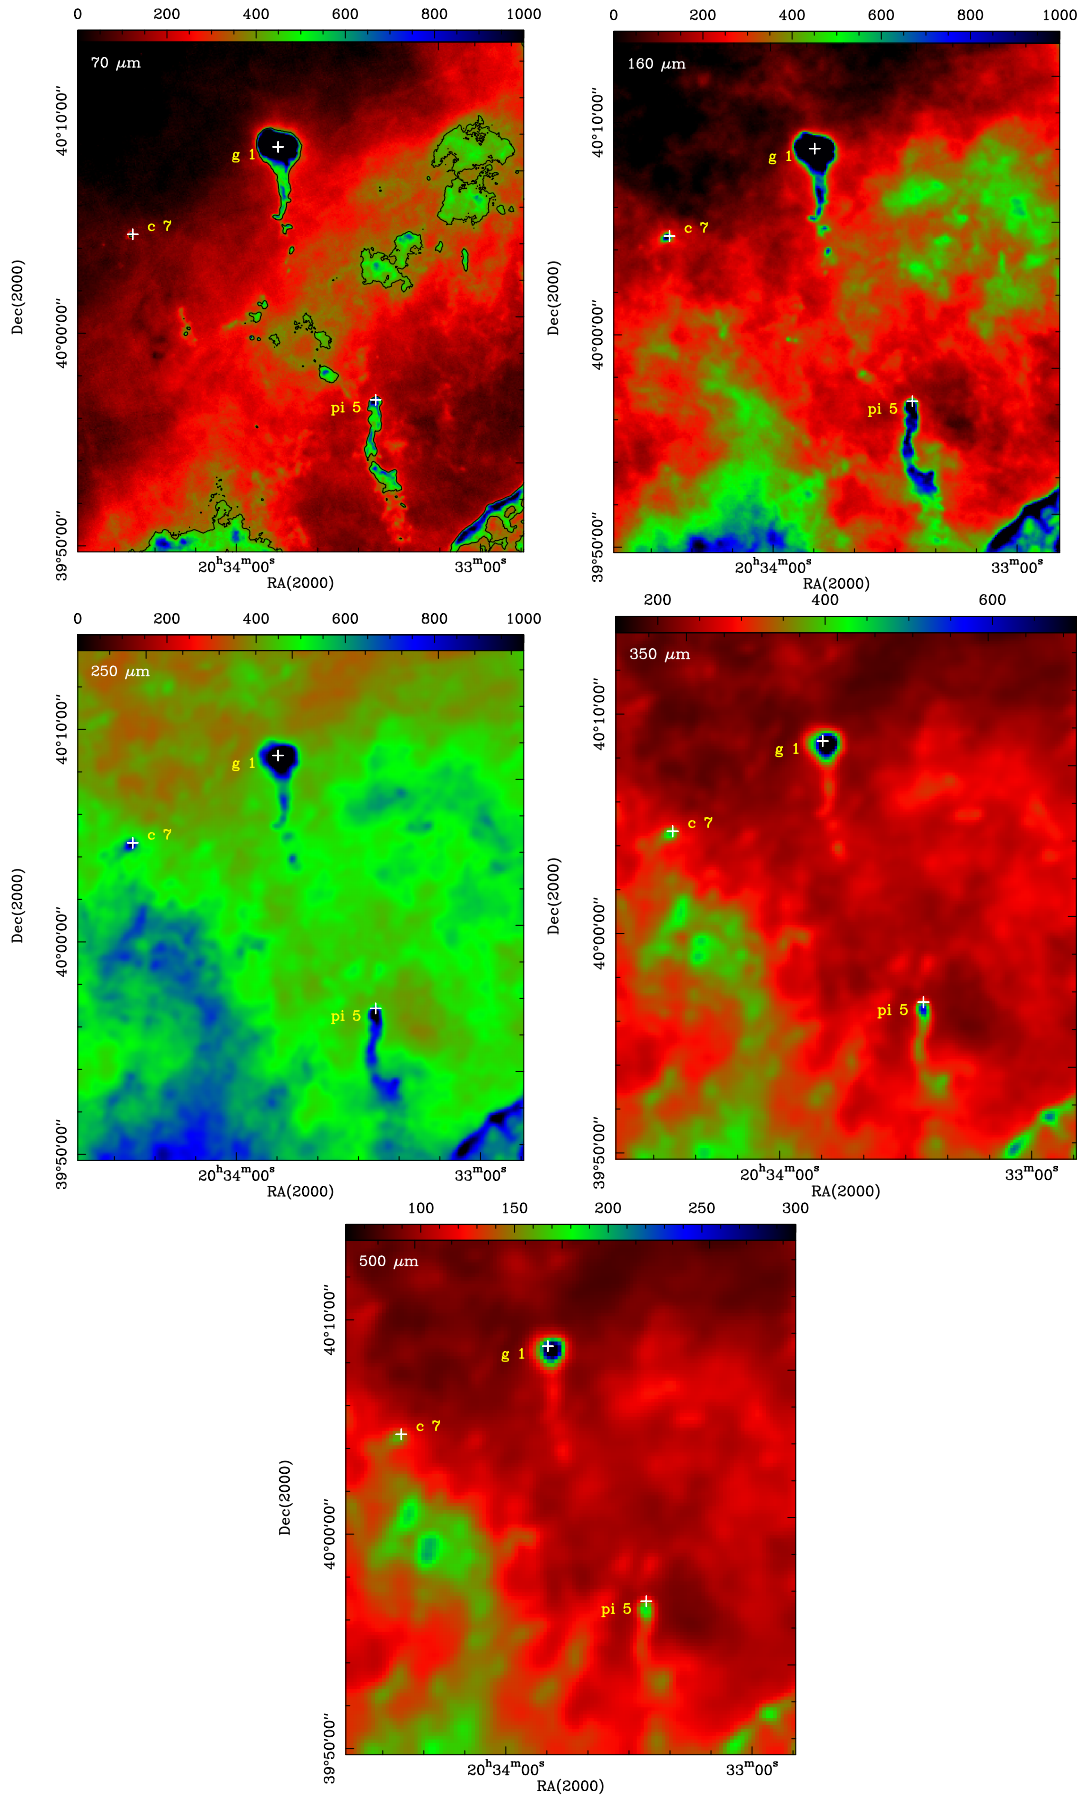 0 200 400 600 800 1000
70 μm
g 1
c 7
pi 5
40°10'00''
40°00'00''
39°50'00''
Dec(2000)
20h34m00s 33m00s
RA(2000)
0 200 400 600 800 1000
160 μm
g 1
c 7
pi 5
40°10'00''
40°00'00''
39°50'00''
Dec(2000)
20h34m00s 33m00s
RA(2000)
0 200 400 600 800 1000
250 μm
g 1
c 7
pi 5
40°10'00''
40°00'00''
39°50'00''
Dec(2000)
20h34m00s 33m00s
RA(2000)
200 400 600
350 μm
g 1
c 7
pi 5
40°10'00''
40°00'00''
39°50'00''
Dec(2000)
20h34m00s 33m00s
RA(2000)
100 150 200 250 300
500 μm
g 1
c 7
pi 5
40°10'00''
40°00'00''
39°50'00''
Dec(2000)
20h34m00s 33m00s
RA(2000)